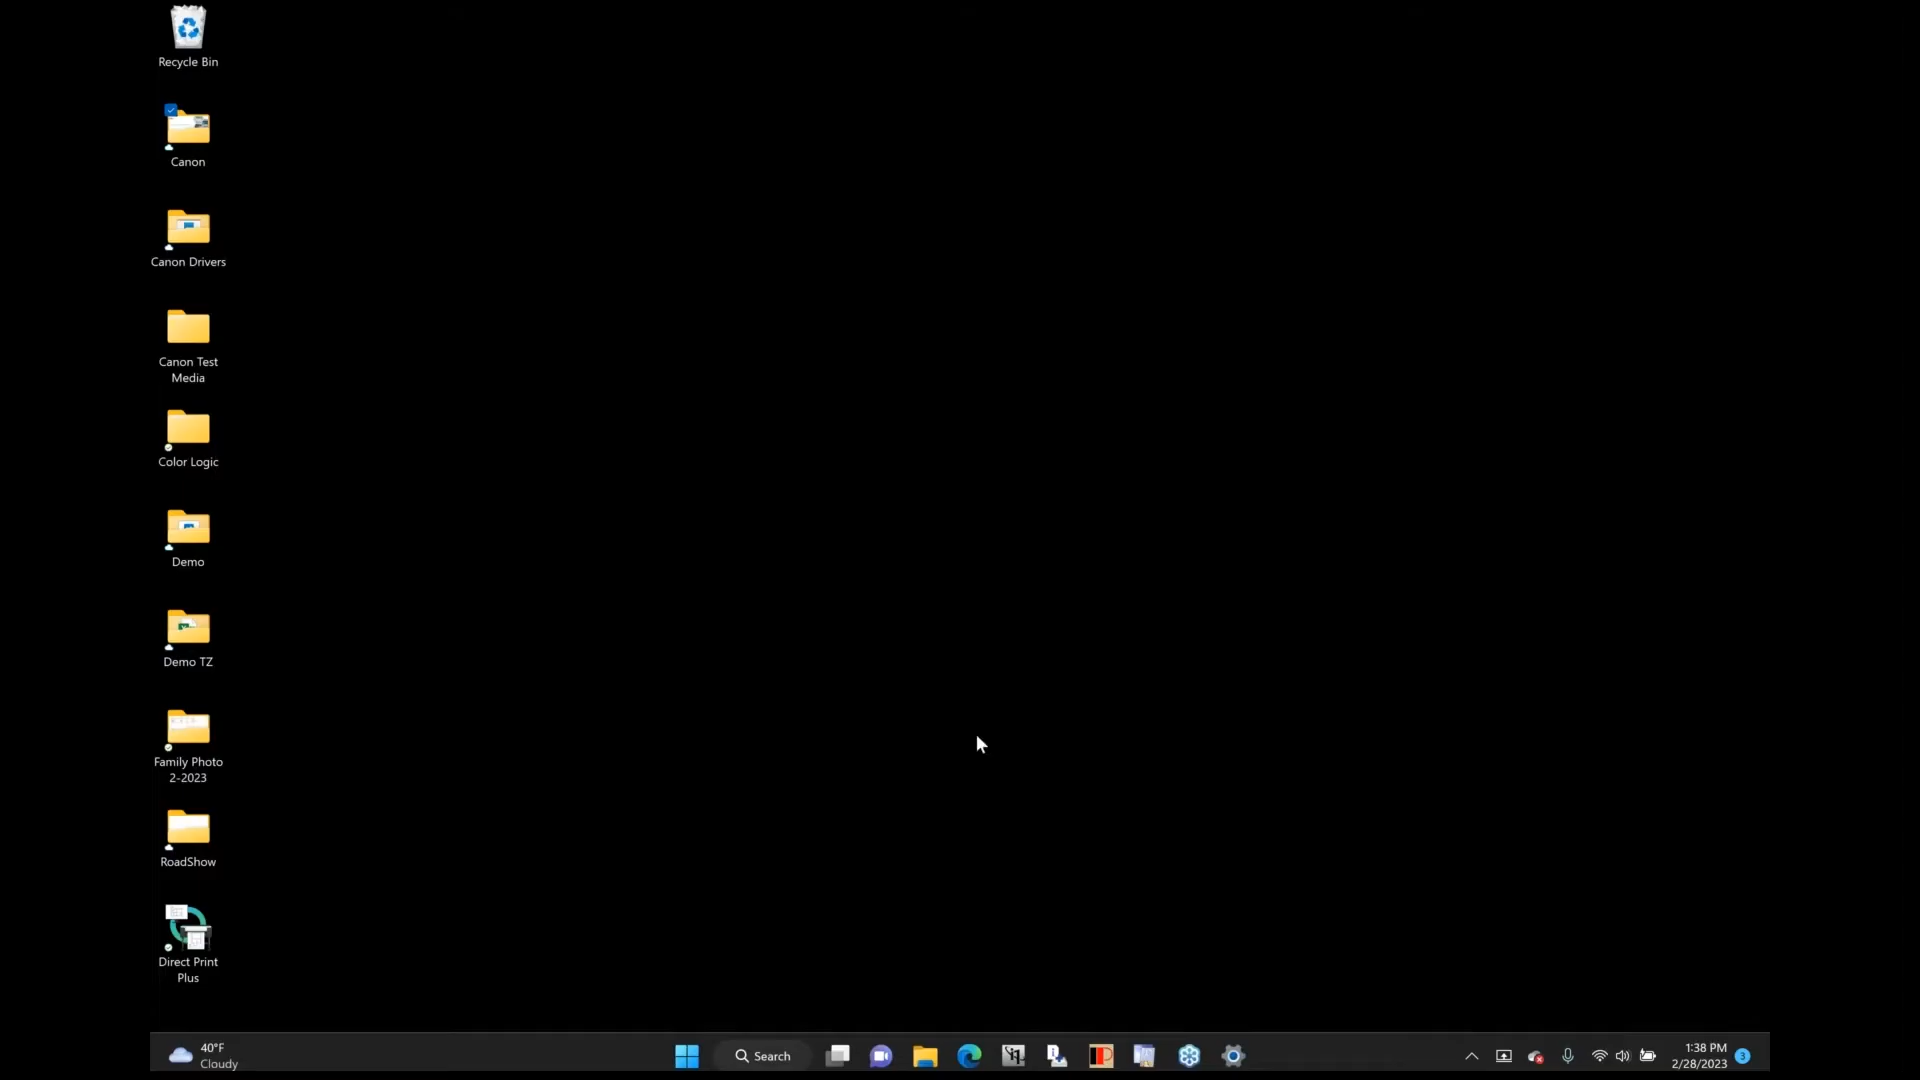 Recycle Bin
Canon
Canon Drivers
Canon Test
Media
Color Logic
Demo
Demo TZ
Family Photo
2-2023
RoadShow
Direct Print
Plus
40°F
Cloudy
Search
1:38 PM
2/28/2023
3